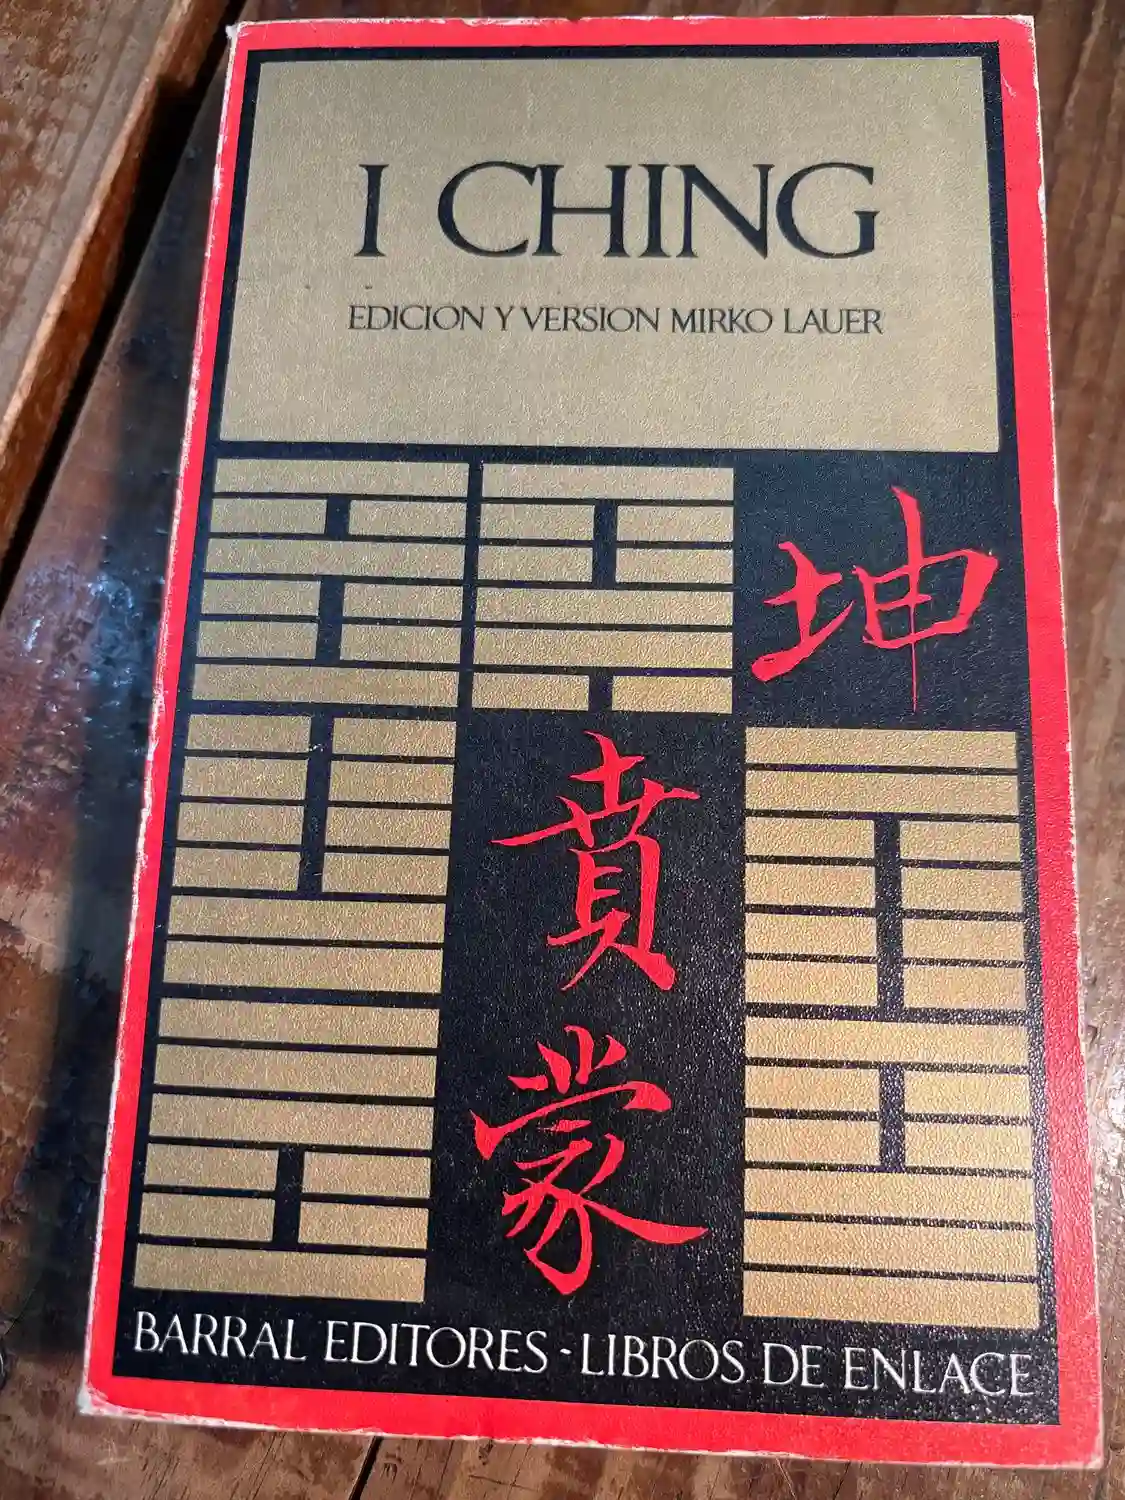 I CHING
EDICION Y VERSION MIRKO LAUER
坤
賁
蒙
BARRAL EDITORES - LIBROS DE ENLACE